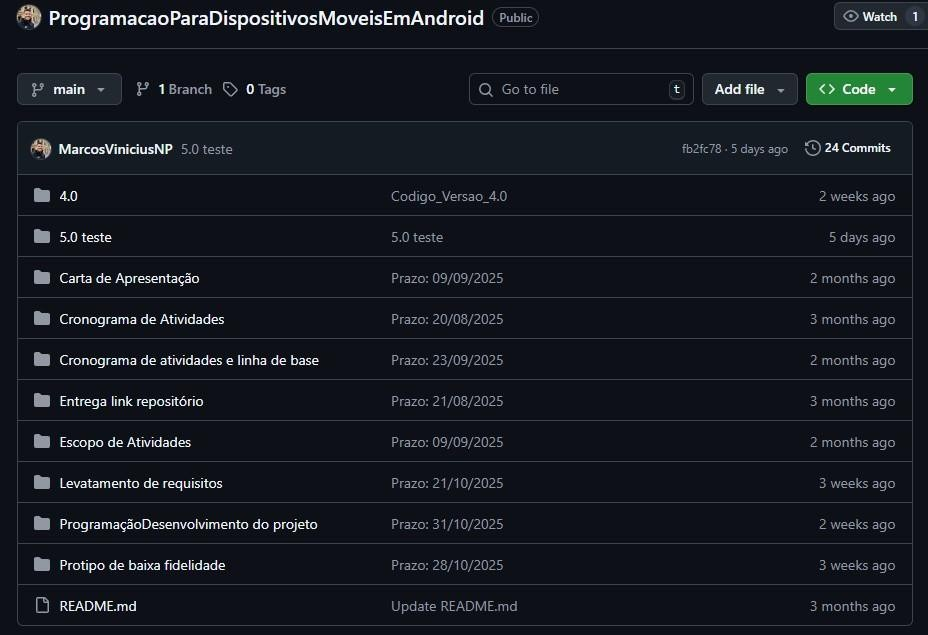 ProgramacaoParaDispositivosMoveisEmAndroid Public Watch 1
main 1 Branch 0 Tags Go to file t Add file Code
MarcosViniciusNP 5.0 teste fb2fc78 · 5 days ago 24 Commits
4.0 Codigo_Versao_4.0 2 weeks ago
5.0 teste 5.0 teste 5 days ago
Carta de Apresentação Prazo: 09/09/2025 2 months ago
Cronograma de Atividades Prazo: 20/08/2025 3 months ago
Cronograma de atividades e linha de base Prazo: 23/09/2025 2 months ago
Entrega link repositório Prazo: 21/08/2025 3 months ago
Escopo de Atividades Prazo: 09/09/2025 2 months ago
Levatamento de requisitos Prazo: 21/10/2025 3 weeks ago
ProgramaçãoDesenvolvimento do projeto Prazo: 31/10/2025 2 weeks ago
Protipo de baixa fidelidade Prazo: 28/10/2025 3 weeks ago
README.md Update README.md 3 months ago